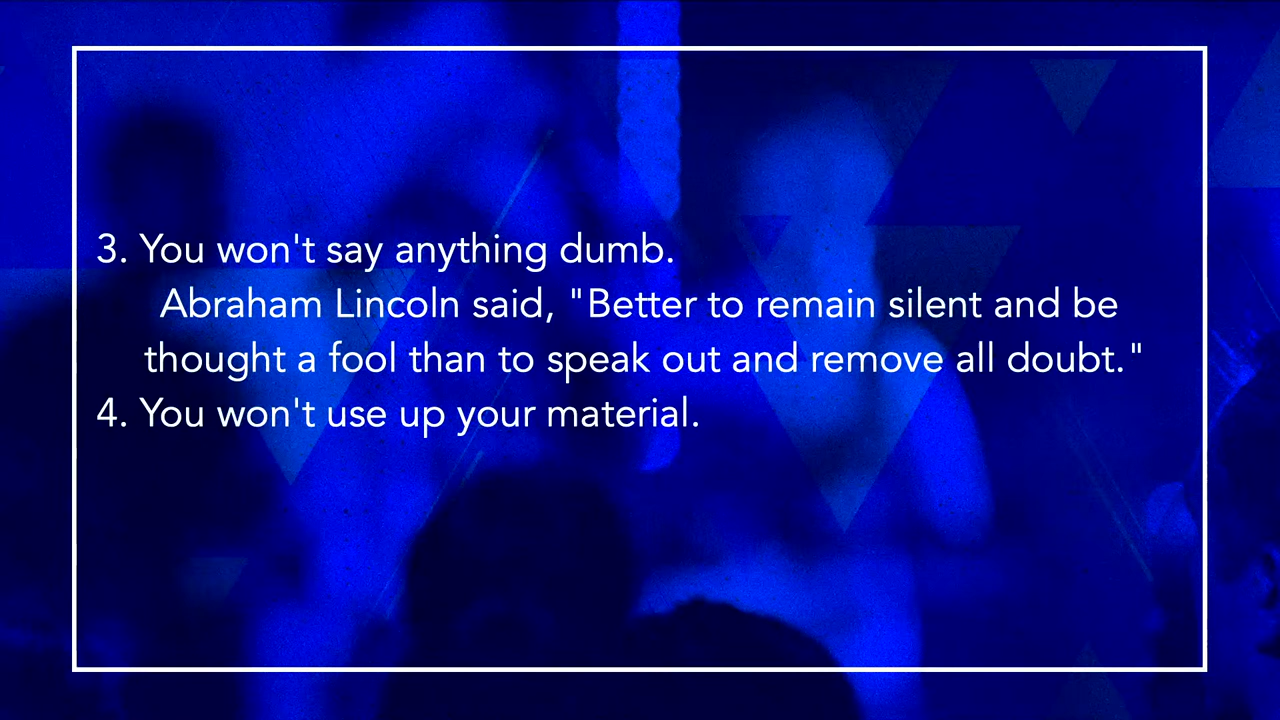 3. You won't say anything dumb.
Abraham Lincoln said, "Better to remain silent and be
thought a fool than to speak out and remove all doubt."
4. You won't use up your material.